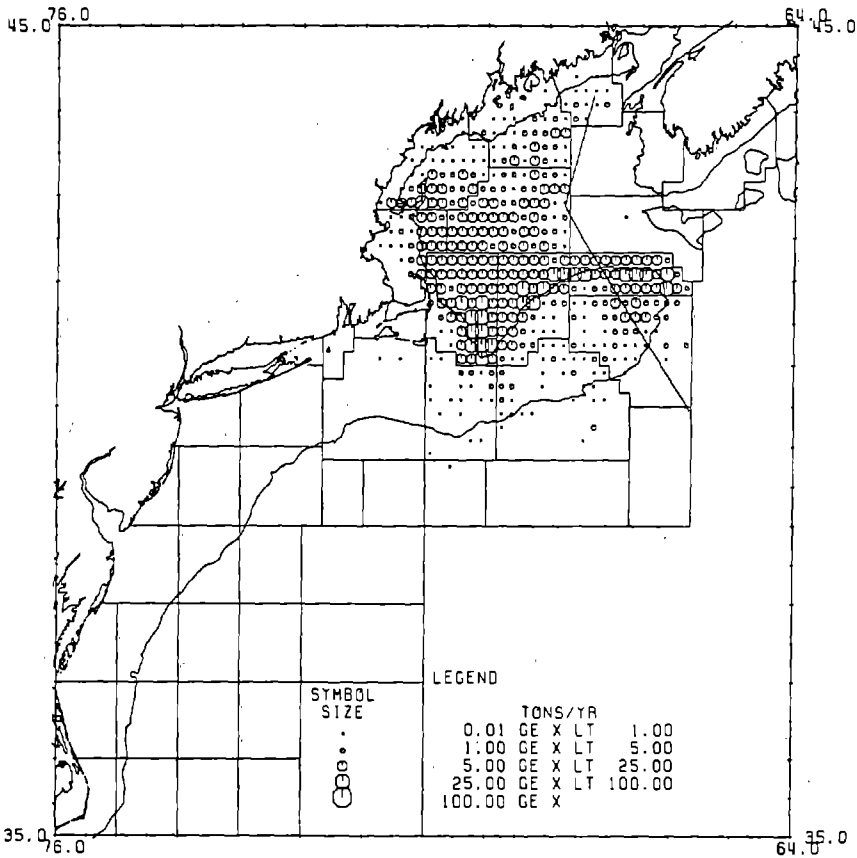 76.0 64.0
45.0 45.0
LEGEND
SYMBOL
SIZE
TONS/YR
0.01 GE X LT 1.00
1.00 GE X LT 5.00
5.00 GE X LT 25.00
25.00 GE X LT 100.00
100.00 GE X
35.0 35.0
76.0 64.0